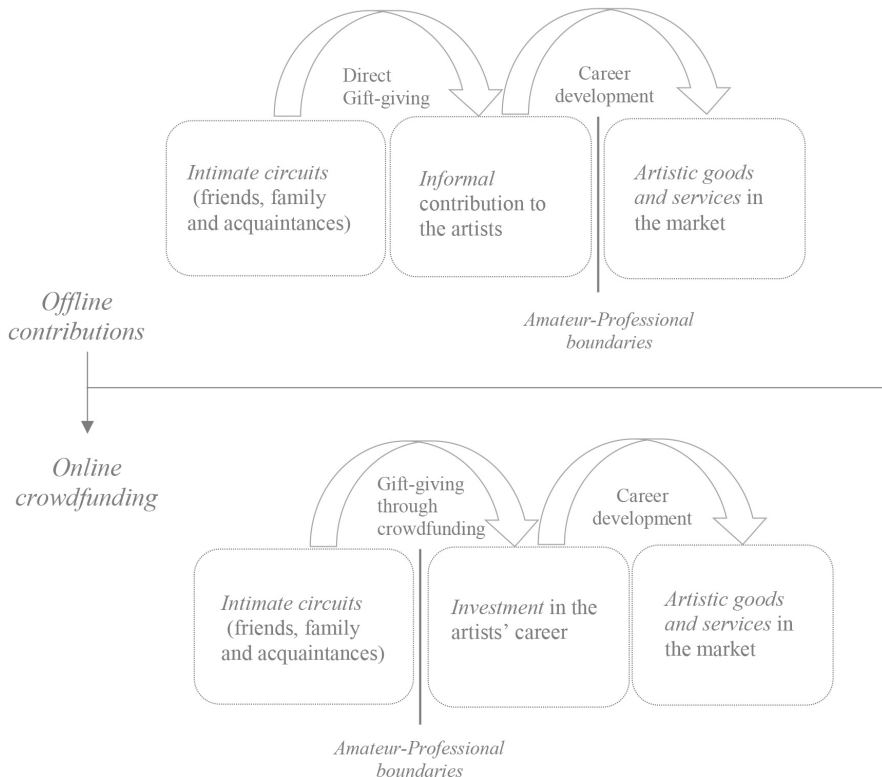 Direct
Gift-giving
Career
development
Intimate circuits
(friends, family
and acquaintances)
Informal
contribution to
the artists
Artistic goods
and services in
the market
Offline
contributions
Amateur-Professional
boundaries
Online
crowdfunding
Gift-giving
through
crowdfunding
Career
development
Intimate circuits
(friends, family
and acquaintances)
Investment in the
artists’ career
Artistic goods
and services in
the market
Amateur-Professional
boundaries